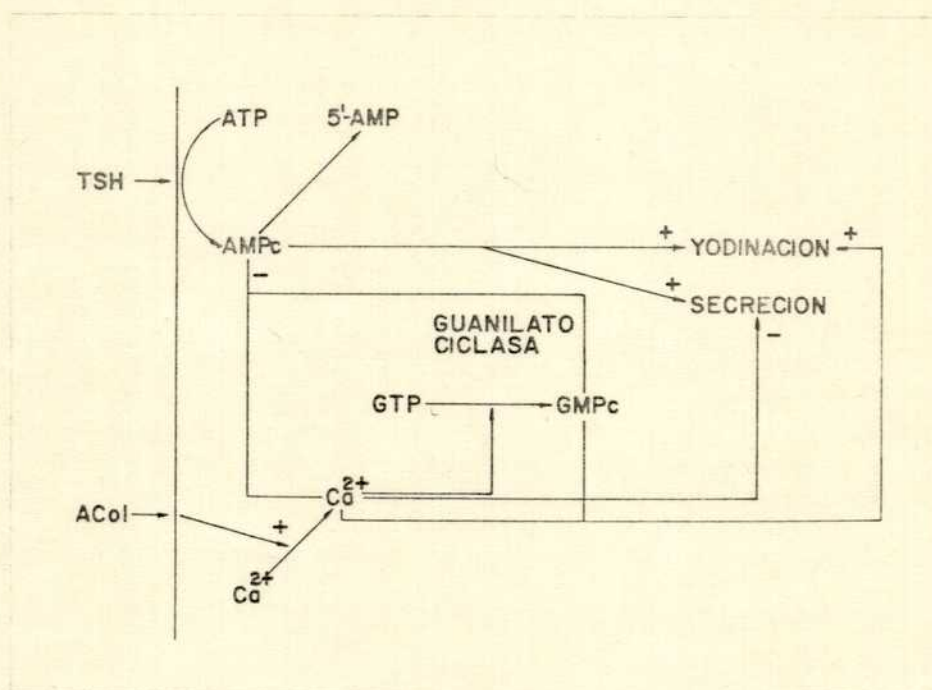 ATP
5'-AMP
TSH
AMPc
+ YODINACION +
-
+
SECRECION
-
GUANILATO
CICLASA
GTP
GMPc
Ca2+
ACol
+
Ca2+